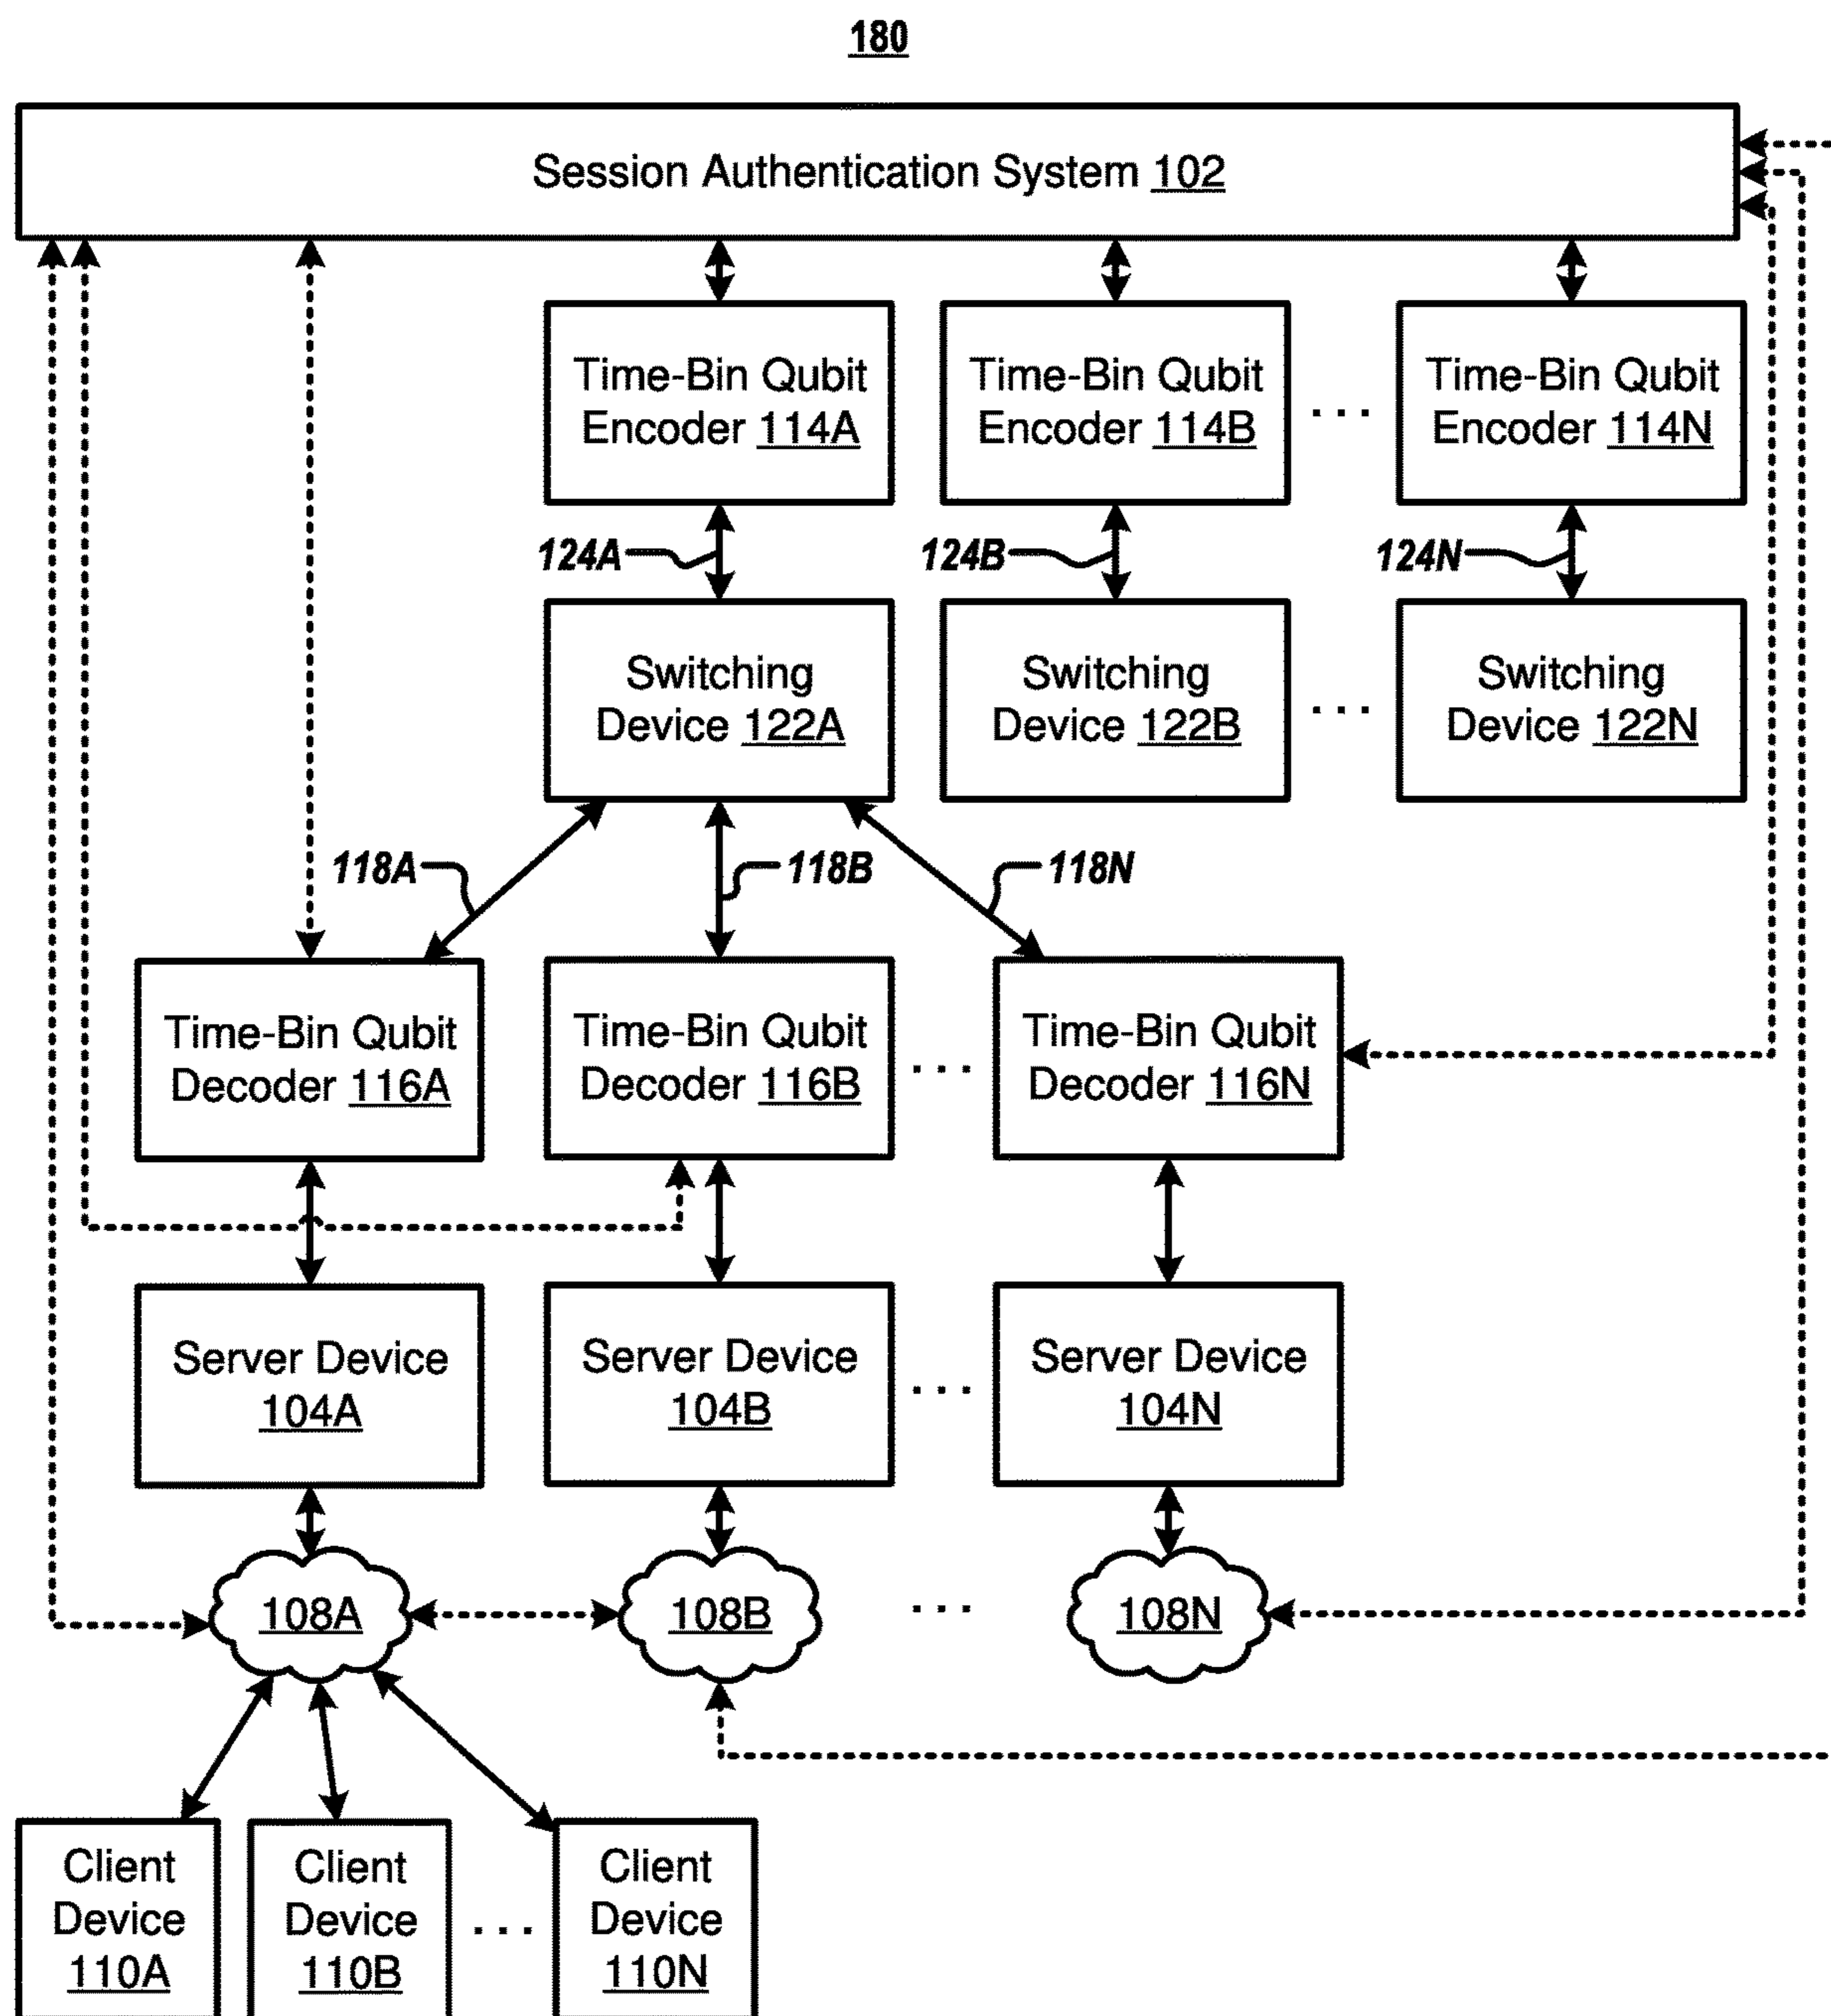 180
Session Authentication System 102
Time-Bin Qubit
Encoder 114A
Time-Bin Qubit
Encoder 114B
...
Time-Bin Qubit
Encoder 114N
124A
124B
124N
Switching
Device 122A
Switching
Device 122B
...
Switching
Device 122N
118A
118B
118N
Time-Bin Qubit
Decoder 116A
Time-Bin Qubit
Decoder 116B
...
Time-Bin Qubit
Decoder 116N
Server Device
104A
Server Device
104B
...
Server Device
104N
108A
108B
...
108N
Client
Device
110A
Client
Device
110B
...
Client
Device
110N